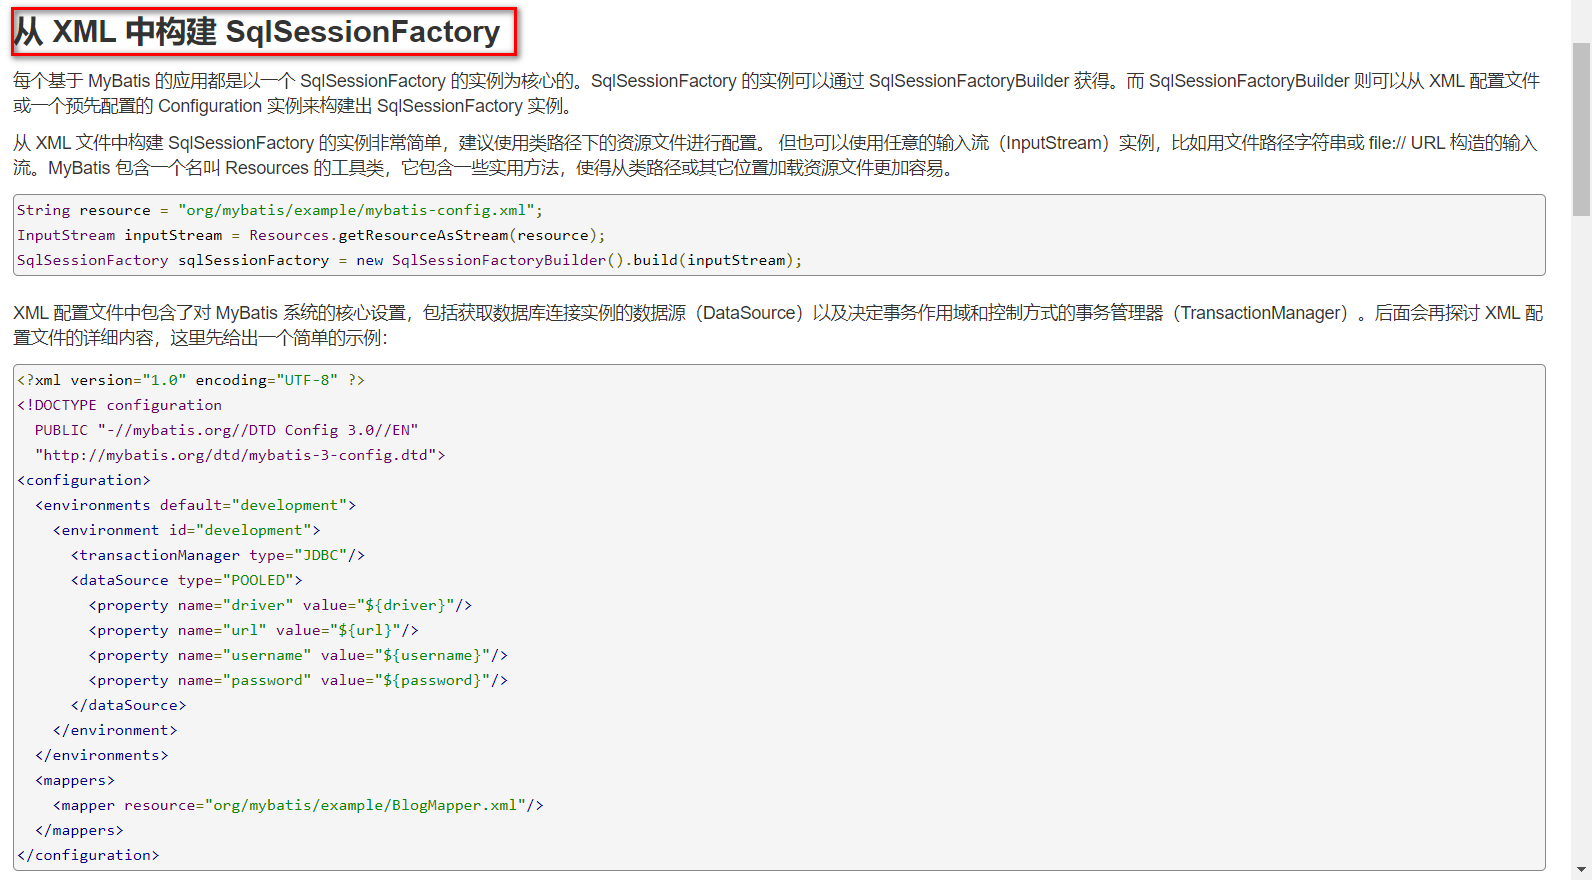 从 XML 中构建 SqlSessionFactory
每个基于 MyBatis 的应用都是以一个 SqlSessionFactory 的实例为核心的。SqlSessionFactory 的实例可以通过 SqlSessionFactoryBuilder 获得。而 SqlSessionFactoryBuilder 则可以从 XML 配置文件
或一个预先配置的 Configuration 实例来构建出 SqlSessionFactory 实例。
从 XML 文件中构建 SqlSessionFactory 的实例非常简单，建议使用类路径下的资源文件进行配置。 但也可以使用任意的输入流（InputStream）实例，比如用文件路径字符串或 file:// URL 构造的输入
流。MyBatis 包含一个名叫 Resources 的工具类，它包含一些实用方法，使得从类路径或其它位置加载资源文件更加容易。
String resource = "org/mybatis/example/mybatis-config.xml";
InputStream inputStream = Resources.getResourceAsStream(resource);
SqlSessionFactory sqlSessionFactory = new SqlSessionFactoryBuilder().build(inputStream);
XML 配置文件中包含了对 MyBatis 系统的核心设置，包括获取数据库连接实例的数据源（DataSource）以及决定事务作用域和控制方式的事务管理器（TransactionManager）。后面会再探讨 XML 配
置文件的详细内容，这里先给出一个简单的示例：
<?xml version="1.0" encoding="UTF-8" ?>
<!DOCTYPE configuration
  PUBLIC "-//mybatis.org//DTD Config 3.0//EN"
  "http://mybatis.org/dtd/mybatis-3-config.dtd">
<configuration>
  <environments default="development">
    <environment id="development">
      <transactionManager type="JDBC"/>
      <dataSource type="POOLED">
        <property name="driver" value="${driver}"/>
        <property name="url" value="${url}"/>
        <property name="username" value="${username}"/>
        <property name="password" value="${password}"/>
      </dataSource>
    </environment>
  </environments>
  <mappers>
    <mapper resource="org/mybatis/example/BlogMapper.xml"/>
  </mappers>
</configuration>